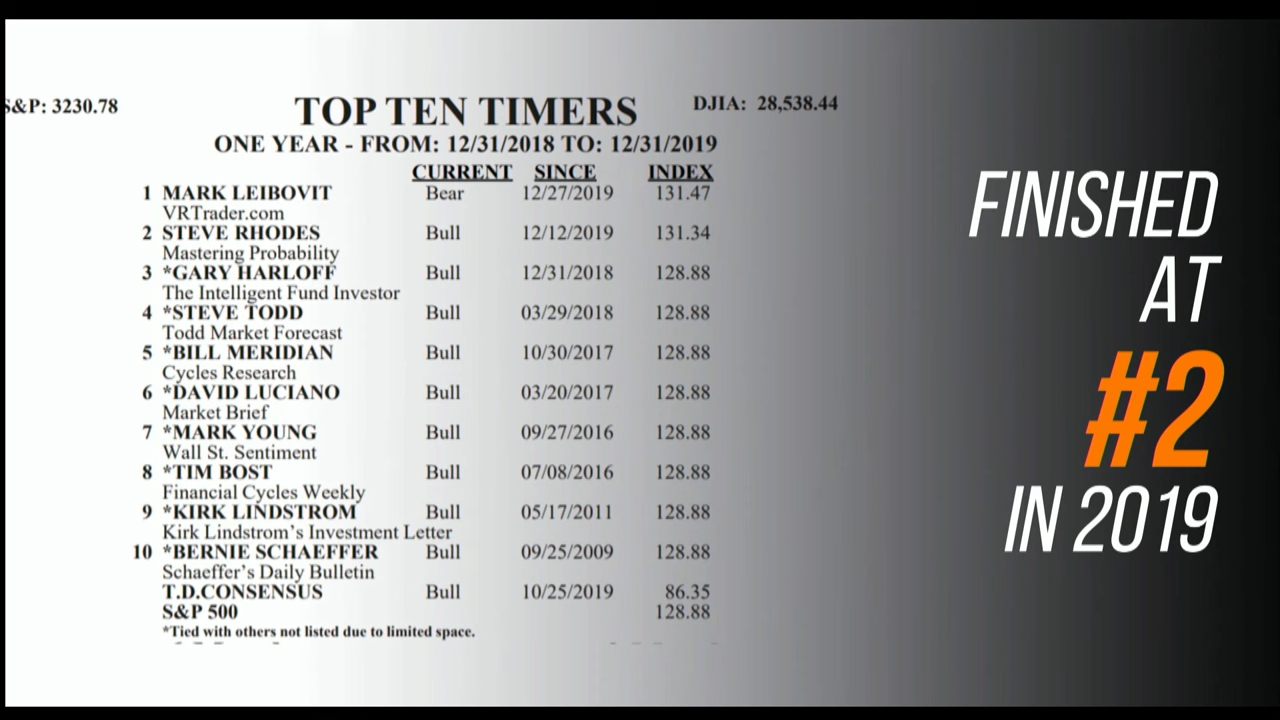 S&P: 3230.78
TOP TEN TIMERS
DJIA: 28,538.44
ONE YEAR - FROM: 12/31/2018 TO: 12/31/2019
CURRENT SINCE INDEX
1 MARK LEIBOVIT Bear 12/27/2019 131.47
VRTrader.com
2 STEVE RHODES Bull 12/12/2019 131.34
Mastering Probability
3 *GARY HARLOFF Bull 12/31/2018 128.88
The Intelligent Fund Investor
4 *STEVE TODD Bull 03/29/2018 128.88
Todd Market Forecast
5 *BILL MERIDIAN Bull 10/30/2017 128.88
Cycles Research
6 *DAVID LUCIANO Bull 03/20/2017 128.88
Market Brief
7 *MARK YOUNG Bull 09/27/2016 128.88
Wall St. Sentiment
8 *TIM BOST Bull 07/08/2016 128.88
Financial Cycles Weekly
9 *KIRK LINDSTROM Bull 05/17/2011 128.88
Kirk Lindstrom's Investment Letter
10 *BERNIE SCHAEFFER Bull 09/25/2009 128.88
Schaeffer's Daily Bulletin
T.D.CONSENSUS Bull 10/25/2019 86.35
S&P 500 128.88
*Tied with others not listed due to limited space.
FINISHED
AT
#2
IN 2019